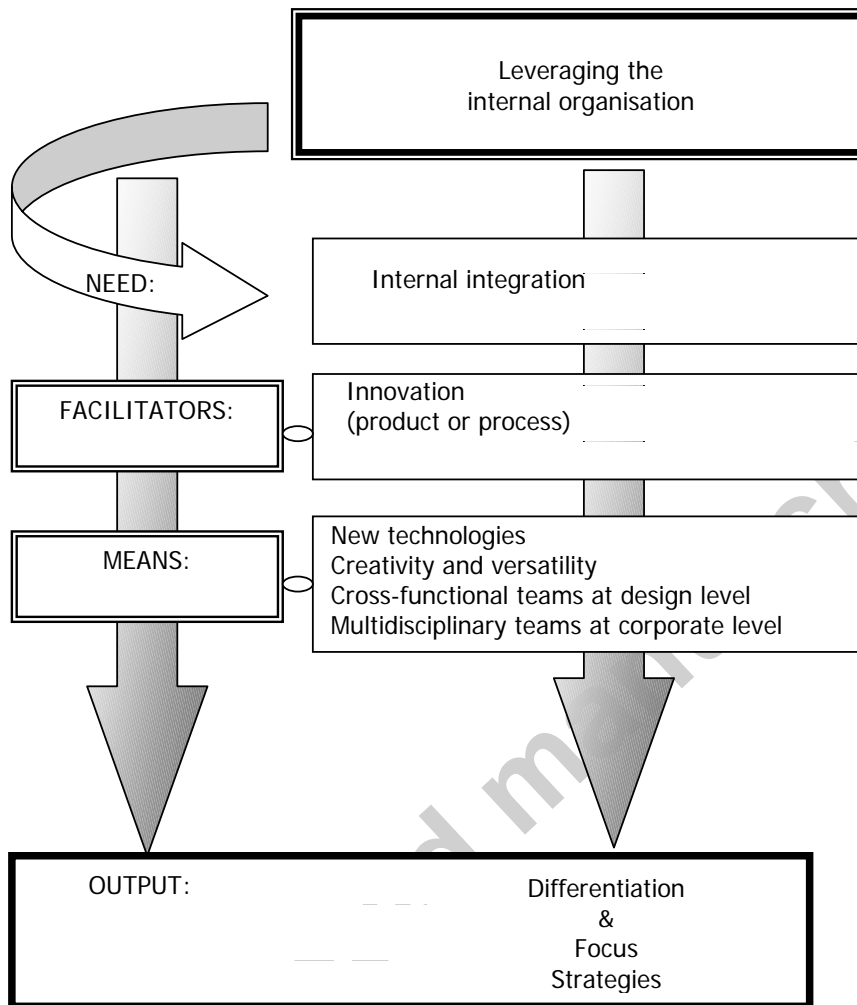 Leveraging the
internal organisation
NEED:
Internal integration
FACILITATORS:
Innovation
(product or process)
MEANS:
New technologies
Creativity and versatility
Cross-functional teams at design level
Multidisciplinary teams at corporate level
OUTPUT:
Differentiation
&
Focus
Strategies